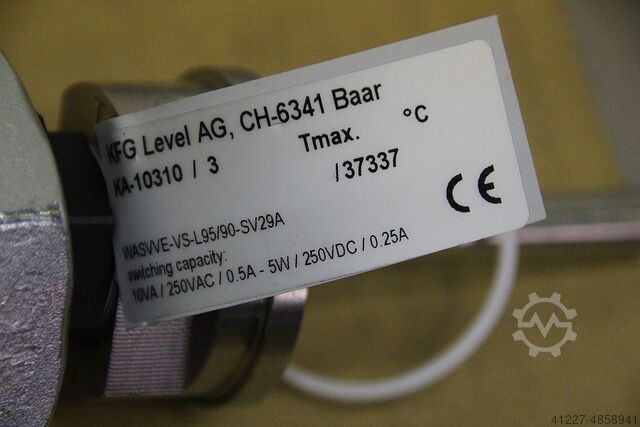 KFG Level AG, CH-6341 Baar
KA-10310 / 3
Tmax. °C
/ 37337
WASVVE-VS-L95/90-SV29A
switching capacity:
10VA / 250VAC / 0.5A - 5W / 250VDC / 0.25A
CE
41227-4858941